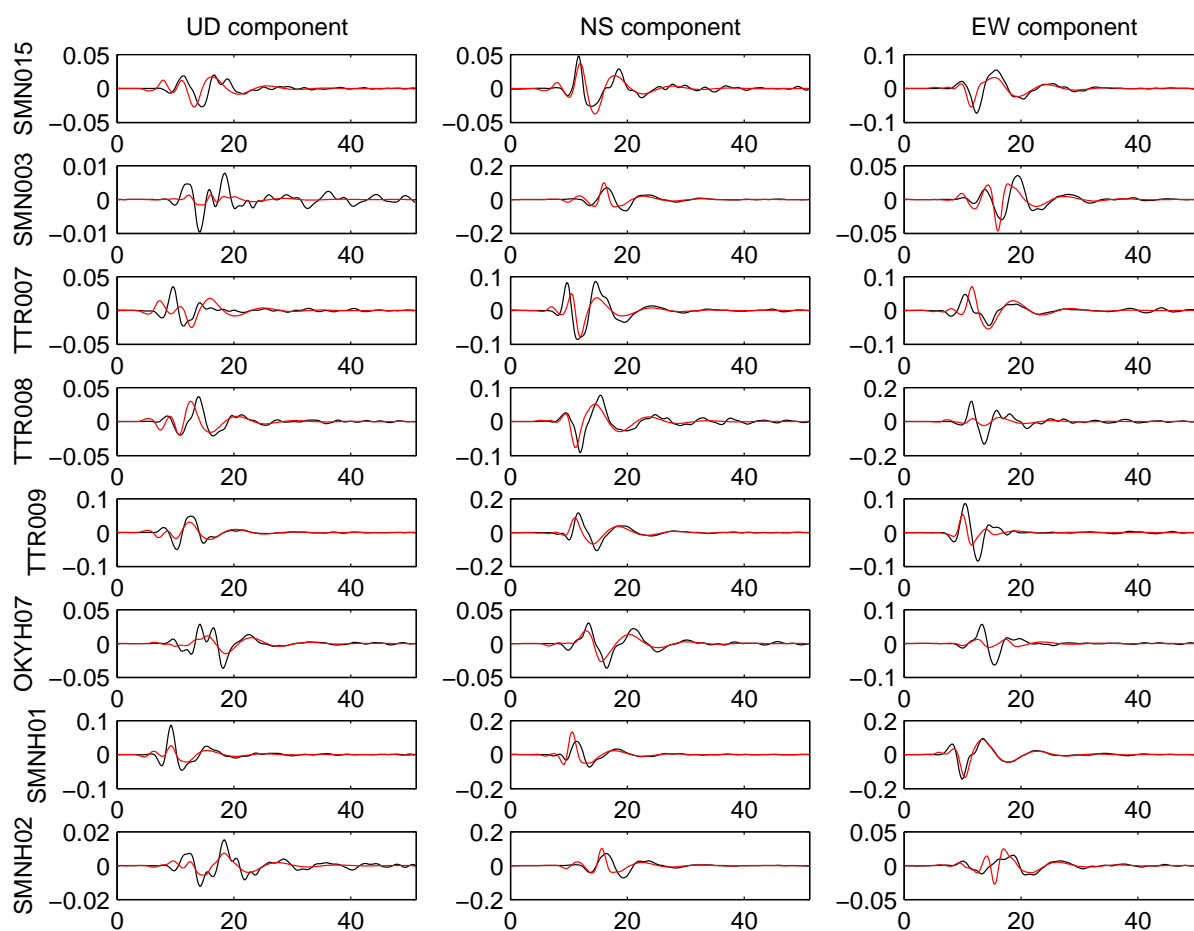 UD component NS component EW component
SMN015
0.05 0.05 0.1
0 0 0
−0.05 −0.05 −0.1
0 20 40 0 20 40 0 20 40
SMN003
0.01 0.2 0.05
0 0 0
−0.01 −0.2 −0.05
0 20 40 0 20 40 0 20 40
TTR007
0.05 0.1 0.1
0 0 0
−0.05 −0.1 −0.1
0 20 40 0 20 40 0 20 40
TTR008
0.05 0.1 0.2
0 0 0
−0.05 −0.1 −0.2
0 20 40 0 20 40 0 20 40
TTR009
0.1 0.2 0.1
0 0 0
−0.1 −0.2 −0.1
0 20 40 0 20 40 0 20 40
OKYH07
0.05 0.05 0.1
0 0 0
−0.05 −0.05 −0.1
0 20 40 0 20 40 0 20 40
SMNH01
0.1 0.2 0.2
0 0 0
−0.1 −0.2 −0.2
0 20 40 0 20 40 0 20 40
SMNH02
0.02 0.2 0.05
0 0 0
−0.02 −0.2 −0.05
0 20 40 0 20 40 0 20 40